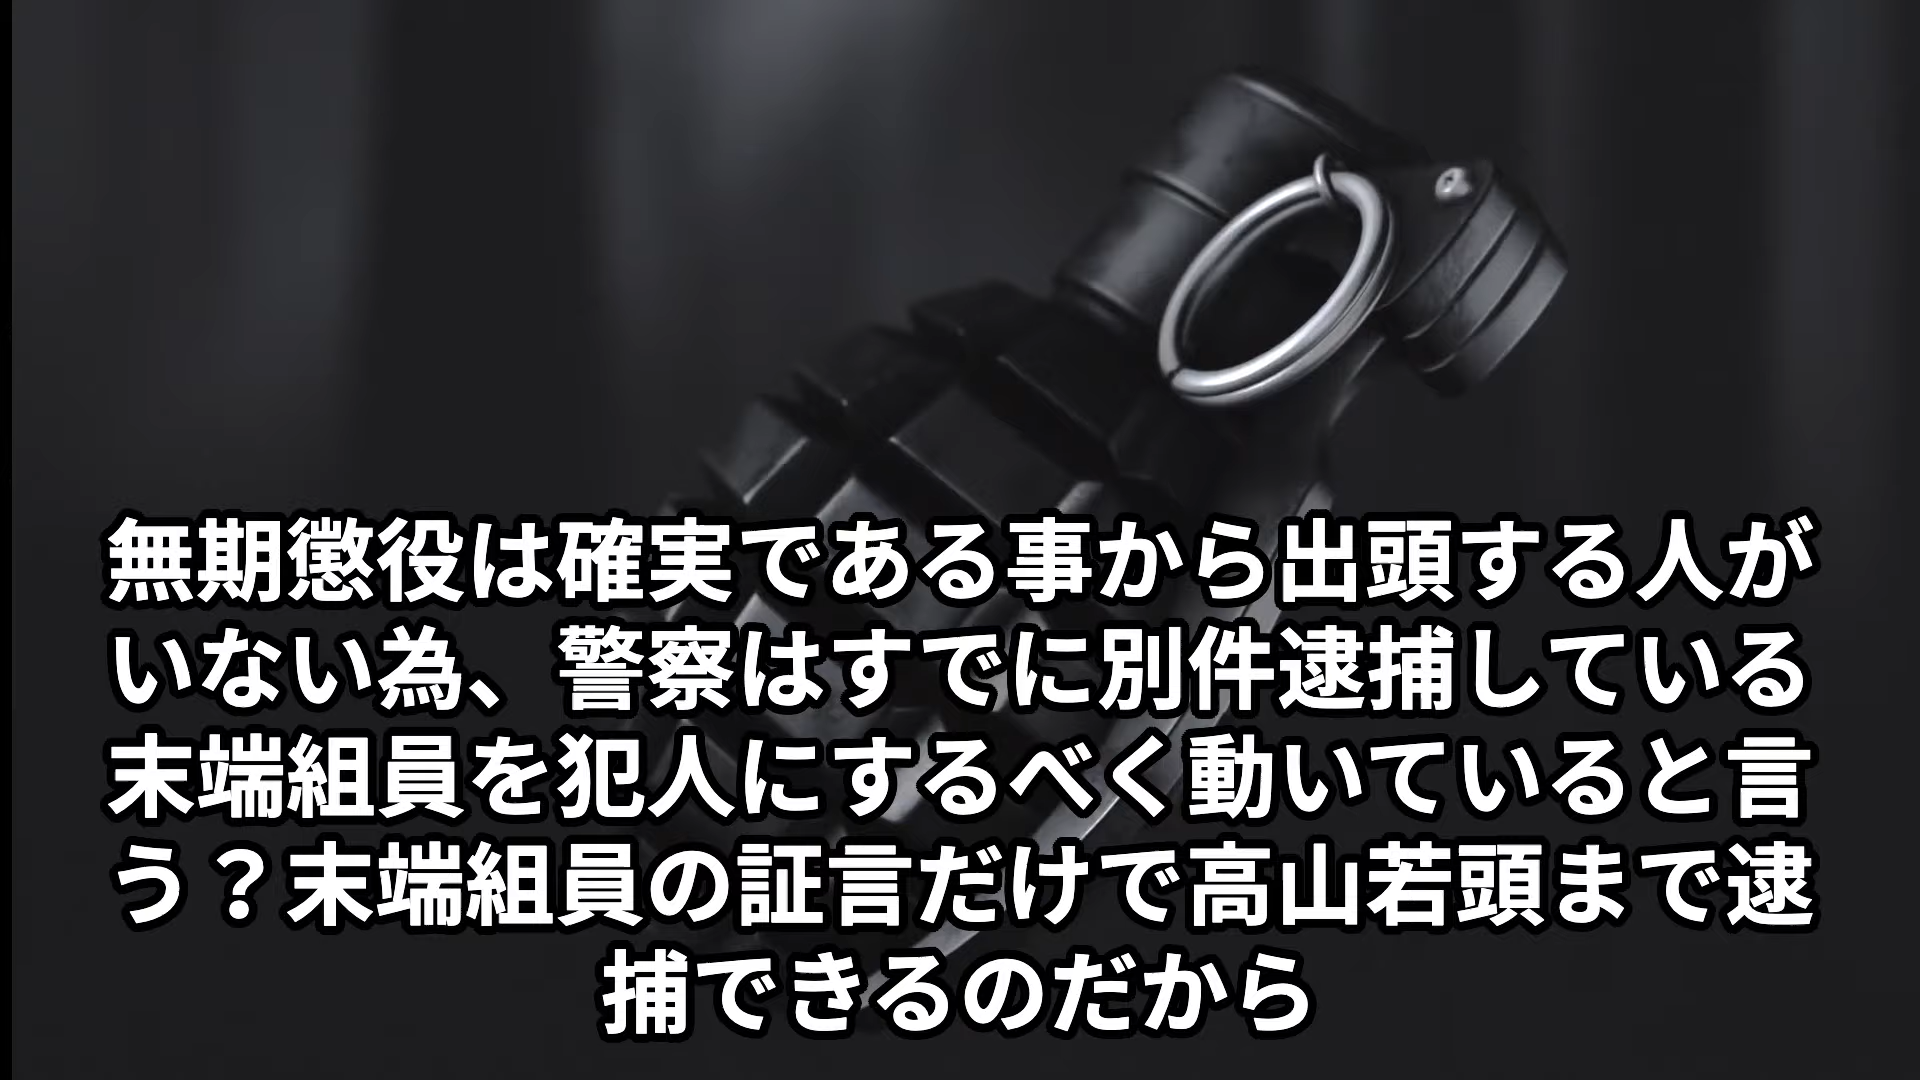 無期懲役は確実である事から出頭する人が
いない為、警察はすでに別件逮捕している
末端組員を犯人にするべく動いていると言
う？末端組員の証言だけで高山若頭まで逮
捕できるのだから